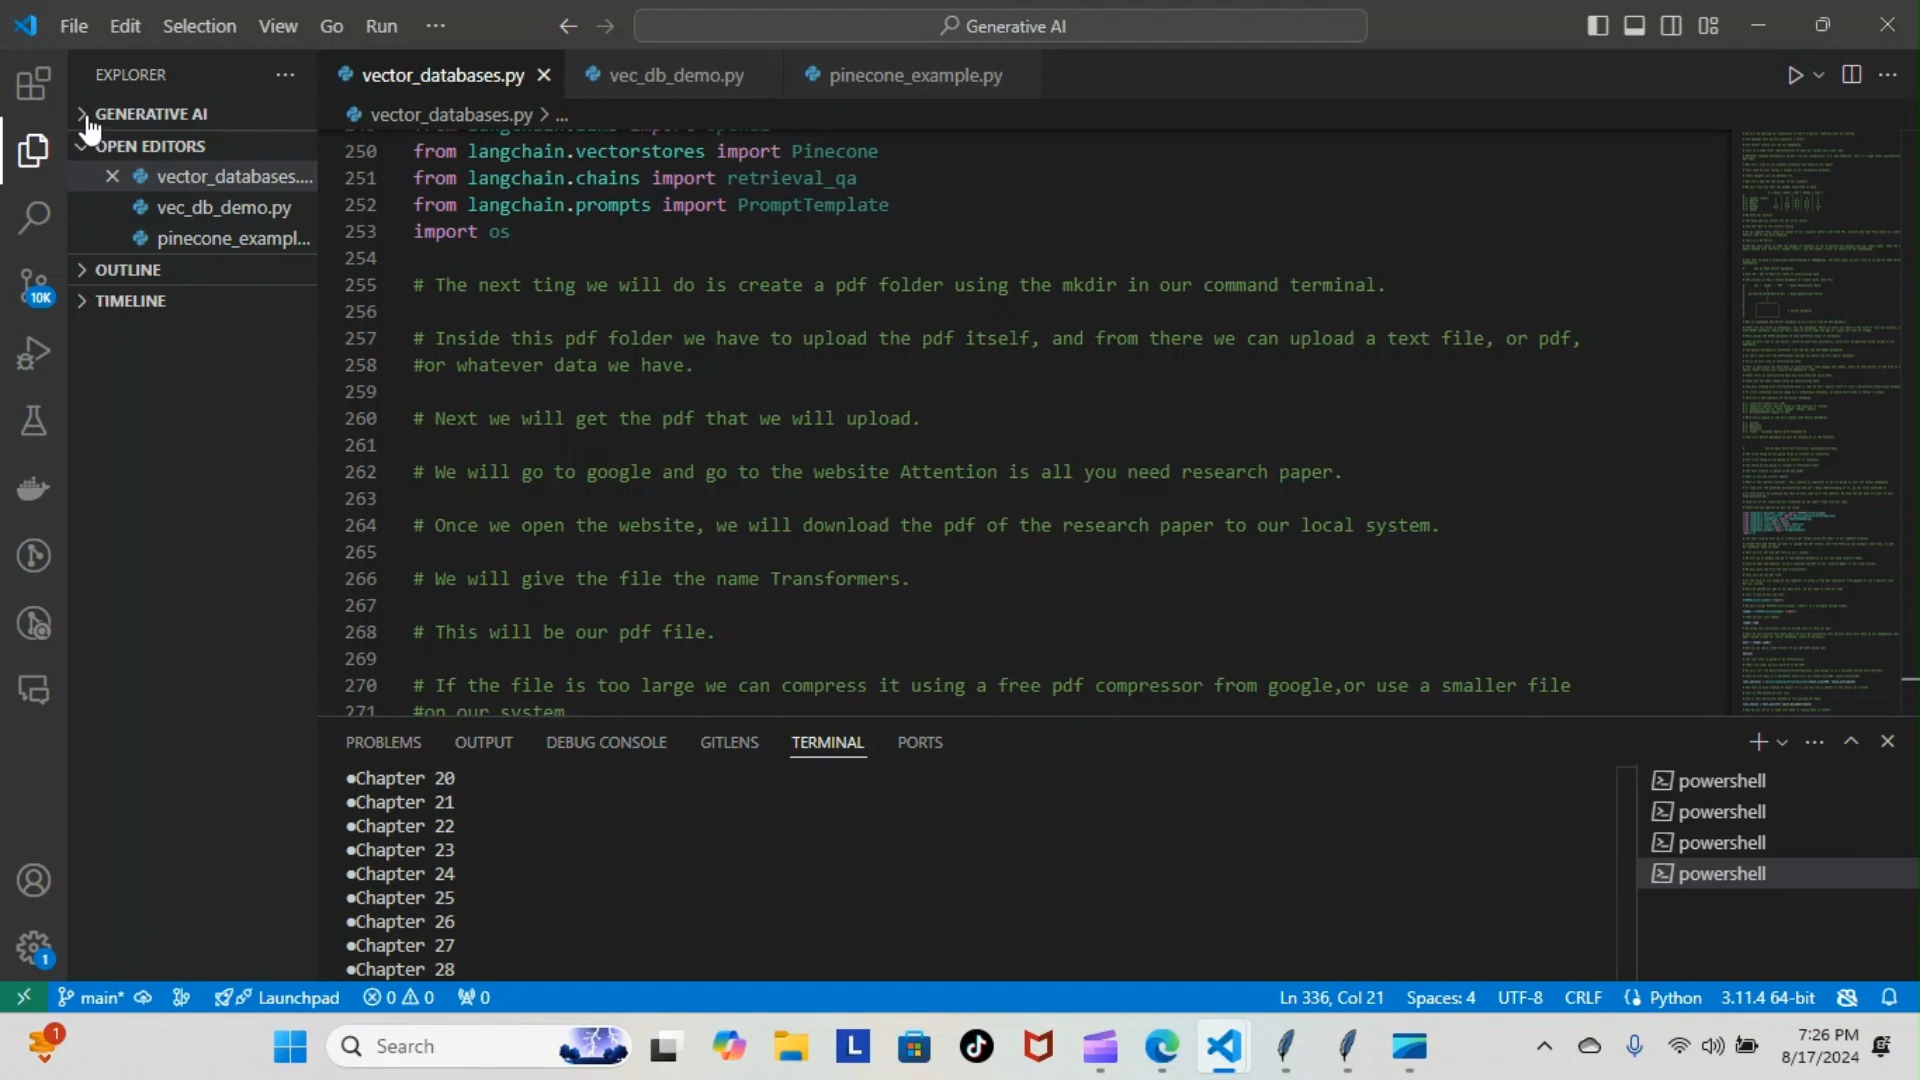 File Edit Selection View Go Run ···
Generative AI
EXPLORER
GENERATIVE AI
OPEN EDITORS
vector_databases....
vec_db_demo.py
pinecone_exampl...
OUTLINE
TIMELINE
10K
1
vector_databases.py vec_db_demo.py pinecone_example.py
vector_databases.py > ...
250 from langchain.vectorstores import Pinecone
251 from langchain.chains import retrieval_qa
252 from langchain.prompts import PromptTemplate
253 import os
254
255 # The next ting we will do is create a pdf folder using the mkdir in our command terminal.
256
257 # Inside this pdf folder we have to upload the pdf itself, and from there we can upload a text file, or pdf,
258 #or whatever data we have.
259
260 # Next we will get the pdf that we will upload.
261
262 # We will go to google and go to the website Attention is all you need research paper.
263
264 # Once we open the website, we will download the pdf of the research paper to our local system.
265
266 # We will give the file the name Transformers.
267
268 # This will be our pdf file.
269
270 # If the file is too large we can compress it using a free pdf compressor from google,or use a smaller file
271 #on our system
PROBLEMS OUTPUT DEBUG CONSOLE GITLENS TERMINAL PORTS
●Chapter 20
●Chapter 21
●Chapter 22
●Chapter 23
●Chapter 24
●Chapter 25
●Chapter 26
●Chapter 27
●Chapter 28
powershell
powershell
powershell
powershell
main* Launchpad 0 0 0 Ln 336, Col 21 Spaces: 4 UTF-8 CRLF Python 3.11.4 64-bit
1
Search
L
7:26 PM
8/17/2024